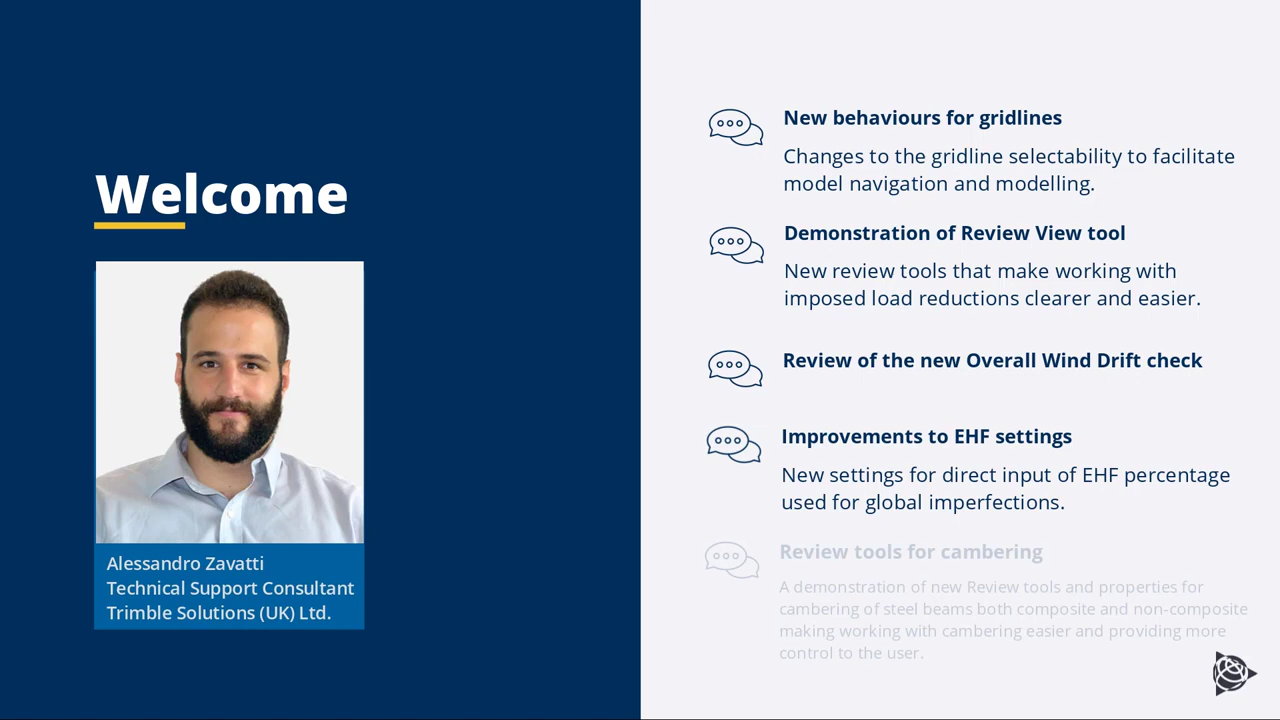 Welcome
Alessandro Zavatti
Technical Support Consultant
Trimble Solutions (UK) Ltd.
New behaviours for gridlines
Changes to the gridline selectability to facilitate
model navigation and modelling.
Demonstration of Review View tool
New review tools that make working with
imposed load reductions clearer and easier.
Review of the new Overall Wind Drift check
Improvements to EHF settings
New settings for direct input of EHF percentage
used for global imperfections.
Review tools for cambering
A demonstration of new Review tools and properties for
cambering of steel beams both composite and non-composite
making working with cambering easier and providing more
control to the user.